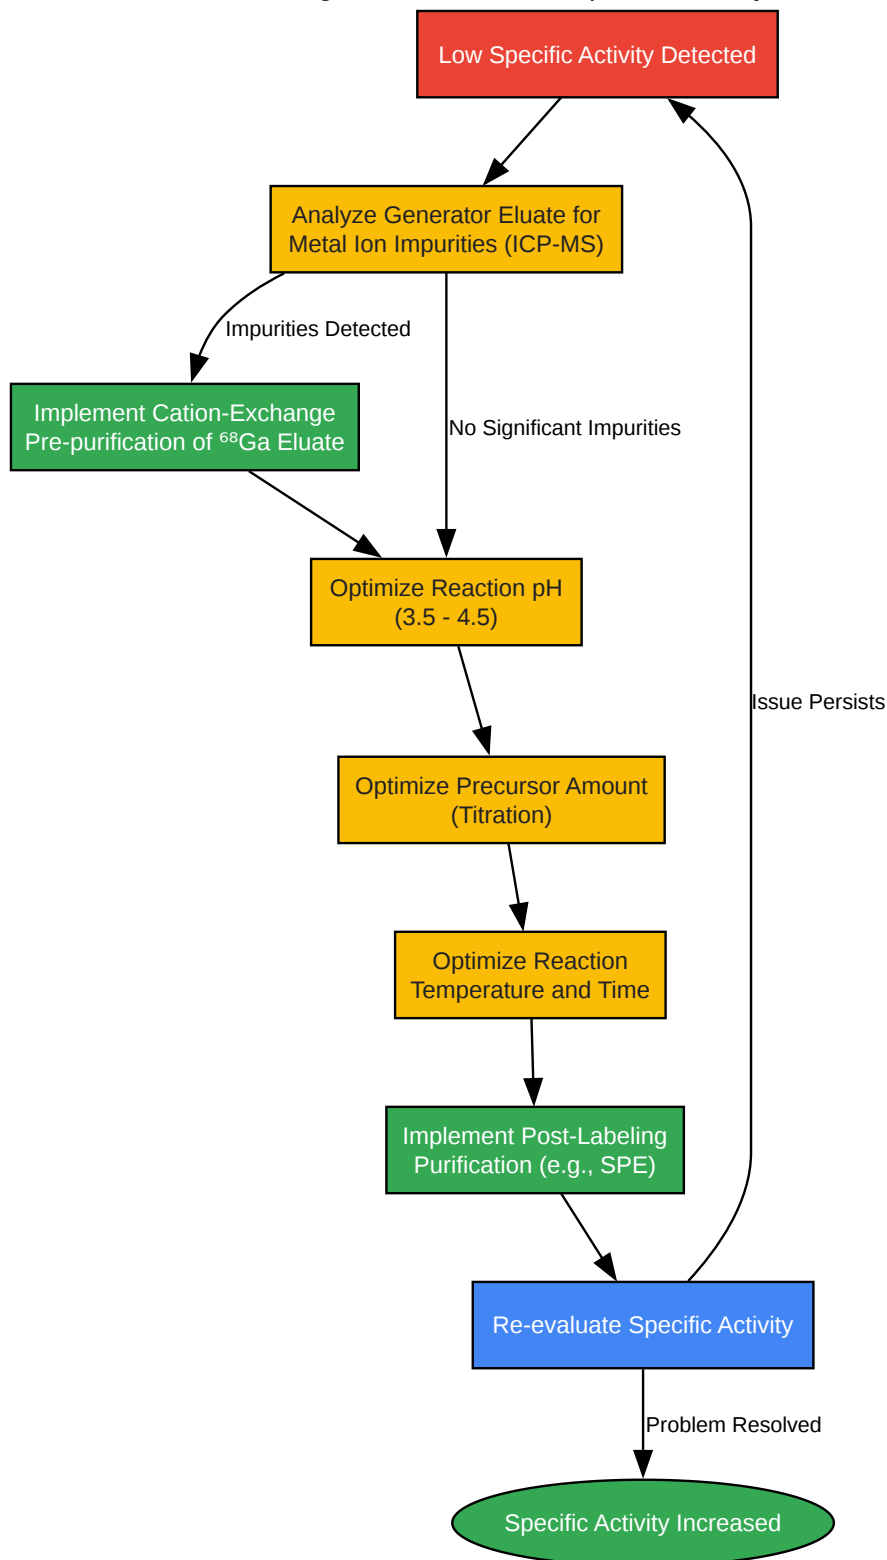 Low Specific Activity Detected
Analyze Generator Eluate for
Metal Ion Impurities (ICP-MS)
Impurities Detected
Implement Cation-Exchange
Pre-purification of ⁶⁸Ga Eluate
No Significant Impurities
Optimize Reaction pH
(3.5 - 4.5)
Issue Persists
Optimize Precursor Amount
(Titration)
Optimize Reaction
Temperature and Time
Implement Post-Labeling
Purification (e.g., SPE)
Re-evaluate Specific Activity
Problem Resolved
Specific Activity Increased